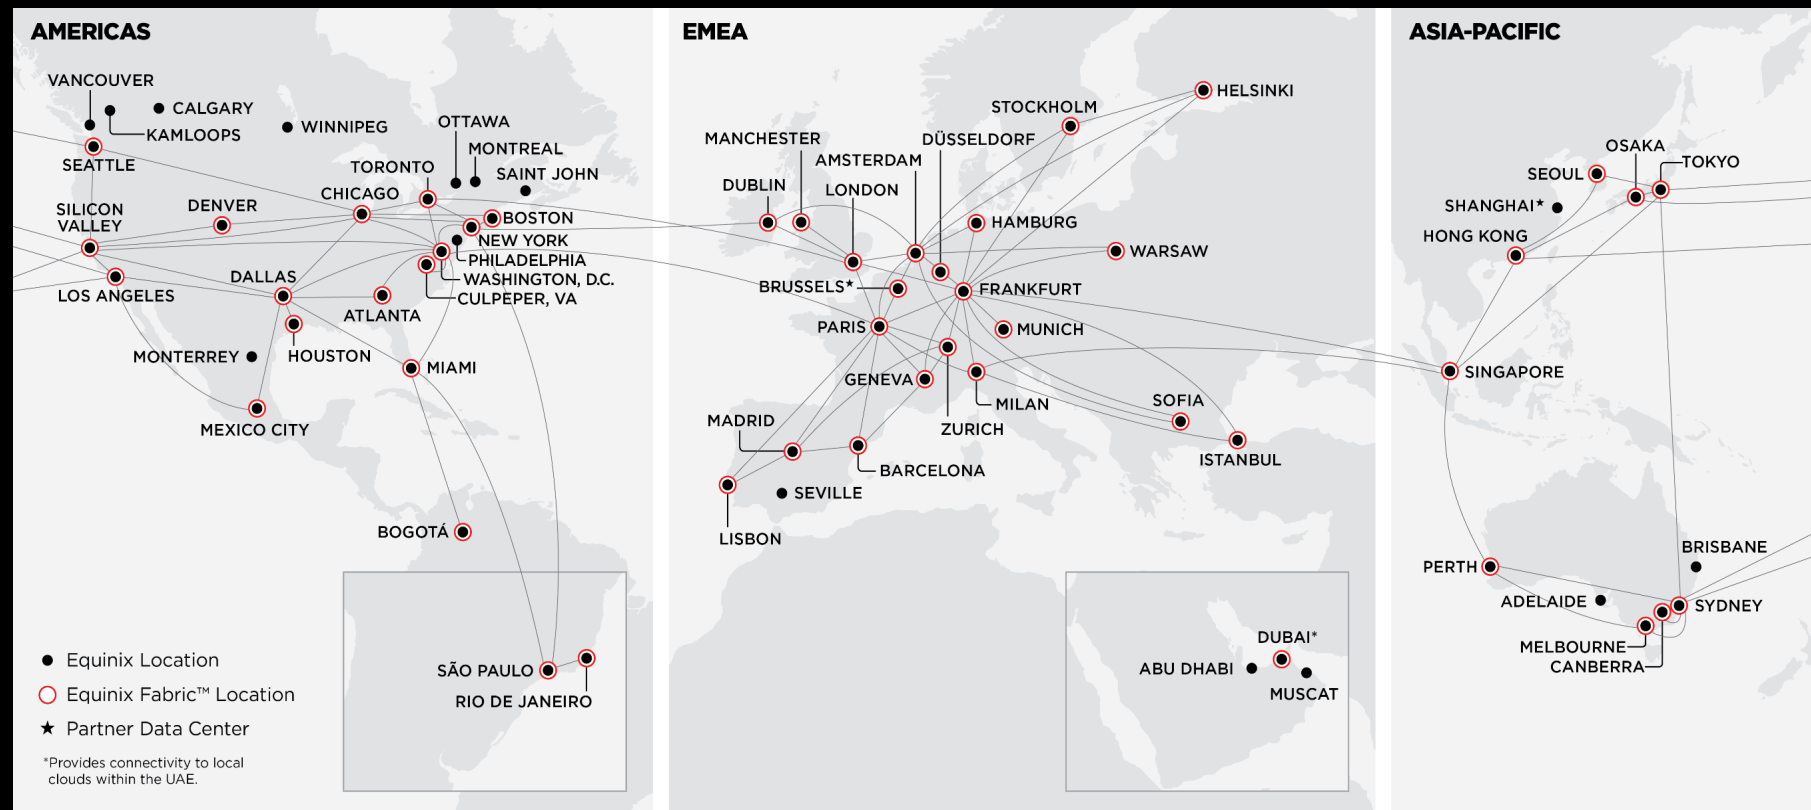 AMERICAS
VANCOUVER
CALGARY
KAMLOOPS
WINNIPEG
OTTAWA
MONTREAL
SAINT JOHN
SEATTLE
TORONTO
CHICAGO
SILICON
VALLEY
DENVER
BOSTON
NEW YORK
PHILADELPHIA
WASHINGTON, D.C.
CULPEPER, VA
LOS ANGELES
DALLAS
ATLANTA
HOUSTON
MONTERREY
MIAMI
MEXICO CITY
BOGOTÁ
SÃO PAULO
RIO DE JANEIRO
Equinix Location
Equinix Fabric™ Location
★ Partner Data Center
*Provides connectivity to local
clouds within the UAE.
EMEA
HELSINKI
STOCKHOLM
MANCHESTER
DÜSSELDORF
AMSTERDAM
DUBLIN
LONDON
HAMBURG
WARSAW
BRUSSELS★
FRANKFURT
PARIS
MUNICH
GENEVA
MILAN
SOFIA
MADRID
ZURICH
ISTANBUL
BARCELONA
SEVILLE
LISBON
DUBAI*
ABU DHABI
MUSCAT
ASIA-PACIFIC
OSAKA
TOKYO
SEOUL
SHANGHAI★
HONG KONG
SINGAPORE
BRISBANE
PERTH
ADELAIDE
SYDNEY
MELBOURNE
CANBERRA